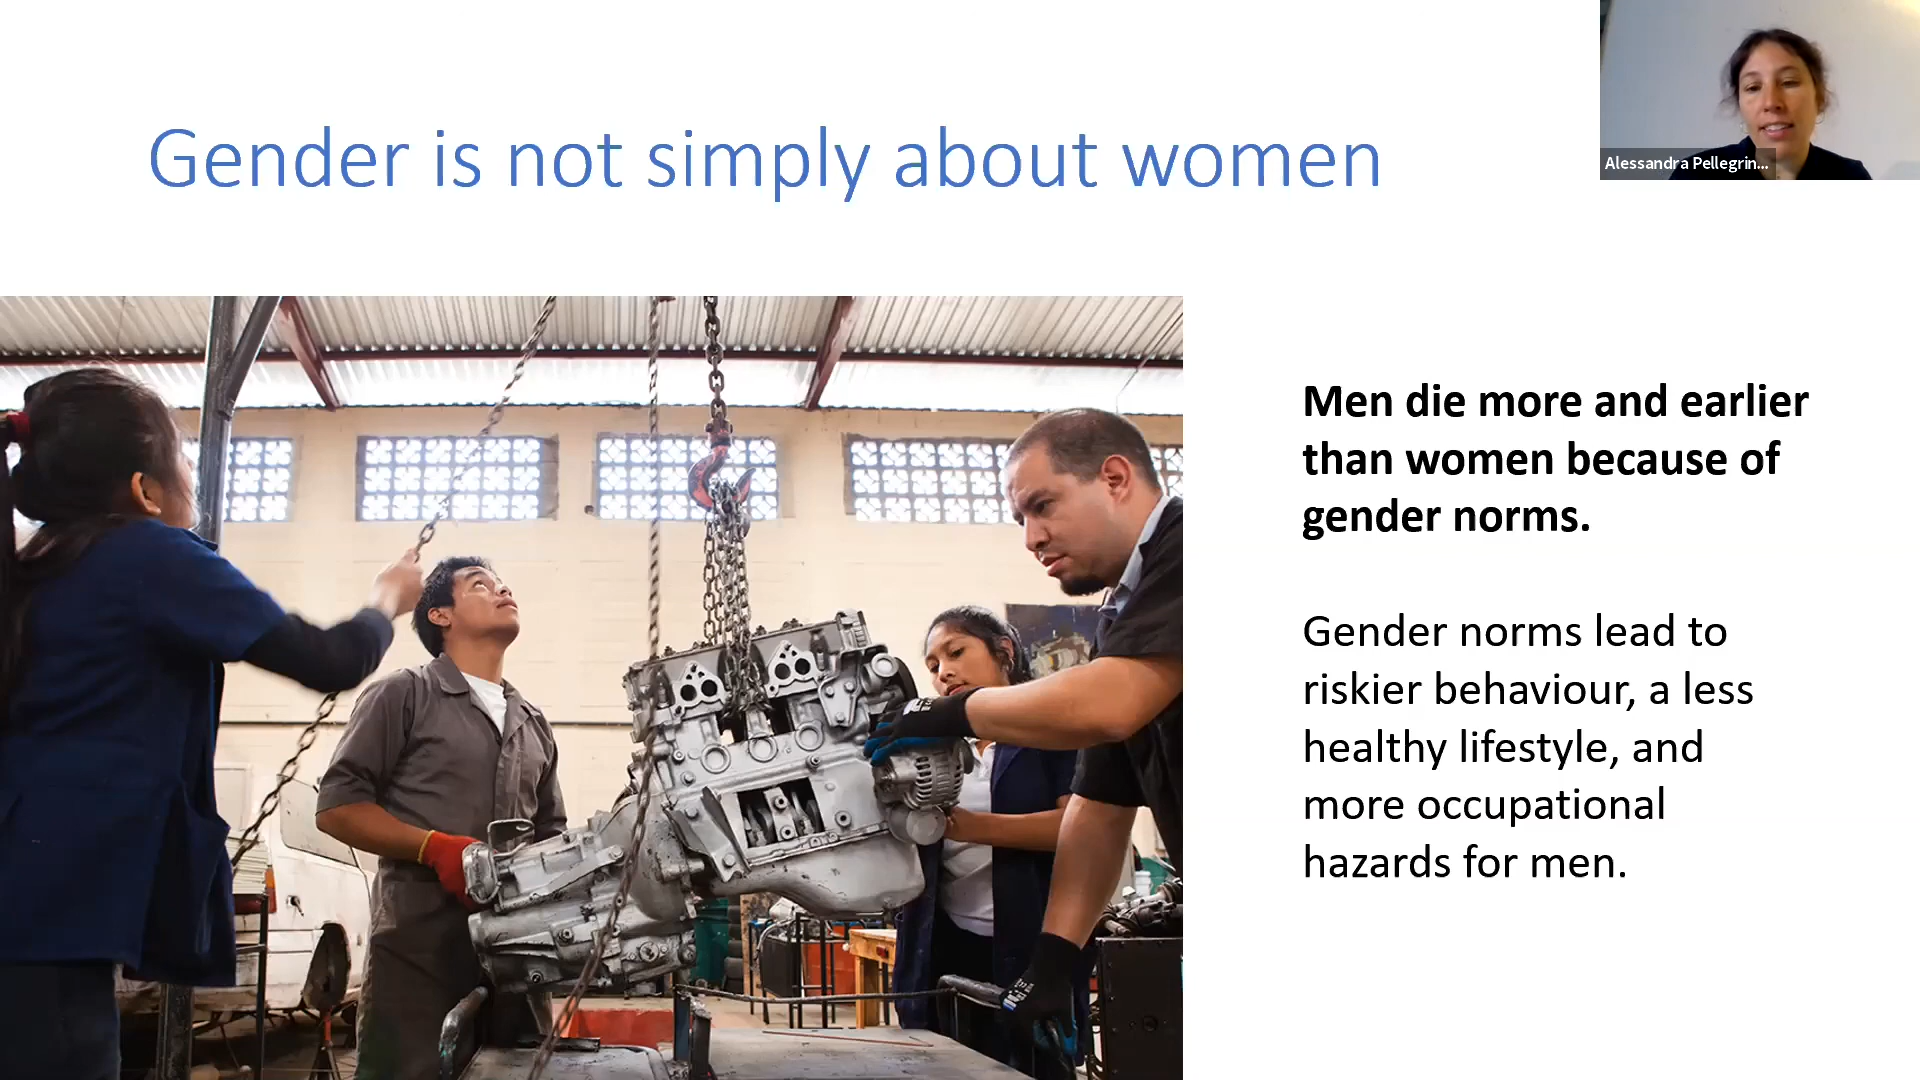 Gender is not simply about women
Alessandra Pellegrin...
Men die more and earlier
than women because of
gender norms.
Gender norms lead to
riskier behaviour, a less
healthy lifestyle, and
more occupational
hazards for men.